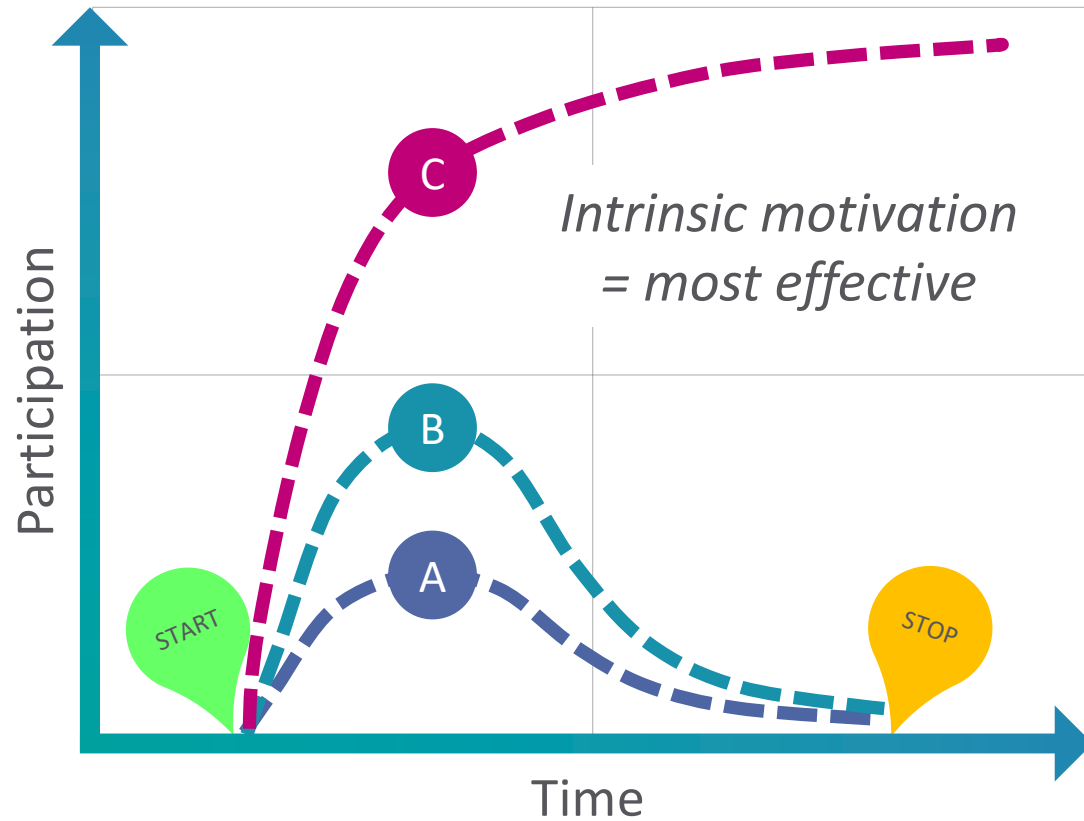 Participation
C
Intrinsic motivation
= most effective
B
A
START
STOP
Time